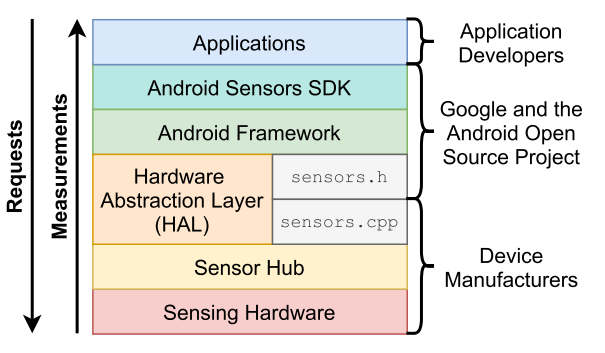 Requests
Measurements
Applications
Android Sensors SDK
Android Framework
Hardware
Abstraction Layer
(HAL)
sensors.h
sensors.cpp
Sensor Hub
Sensing Hardware
Application
Developers
Google and the
Android Open
Source Project
Device
Manufacturers